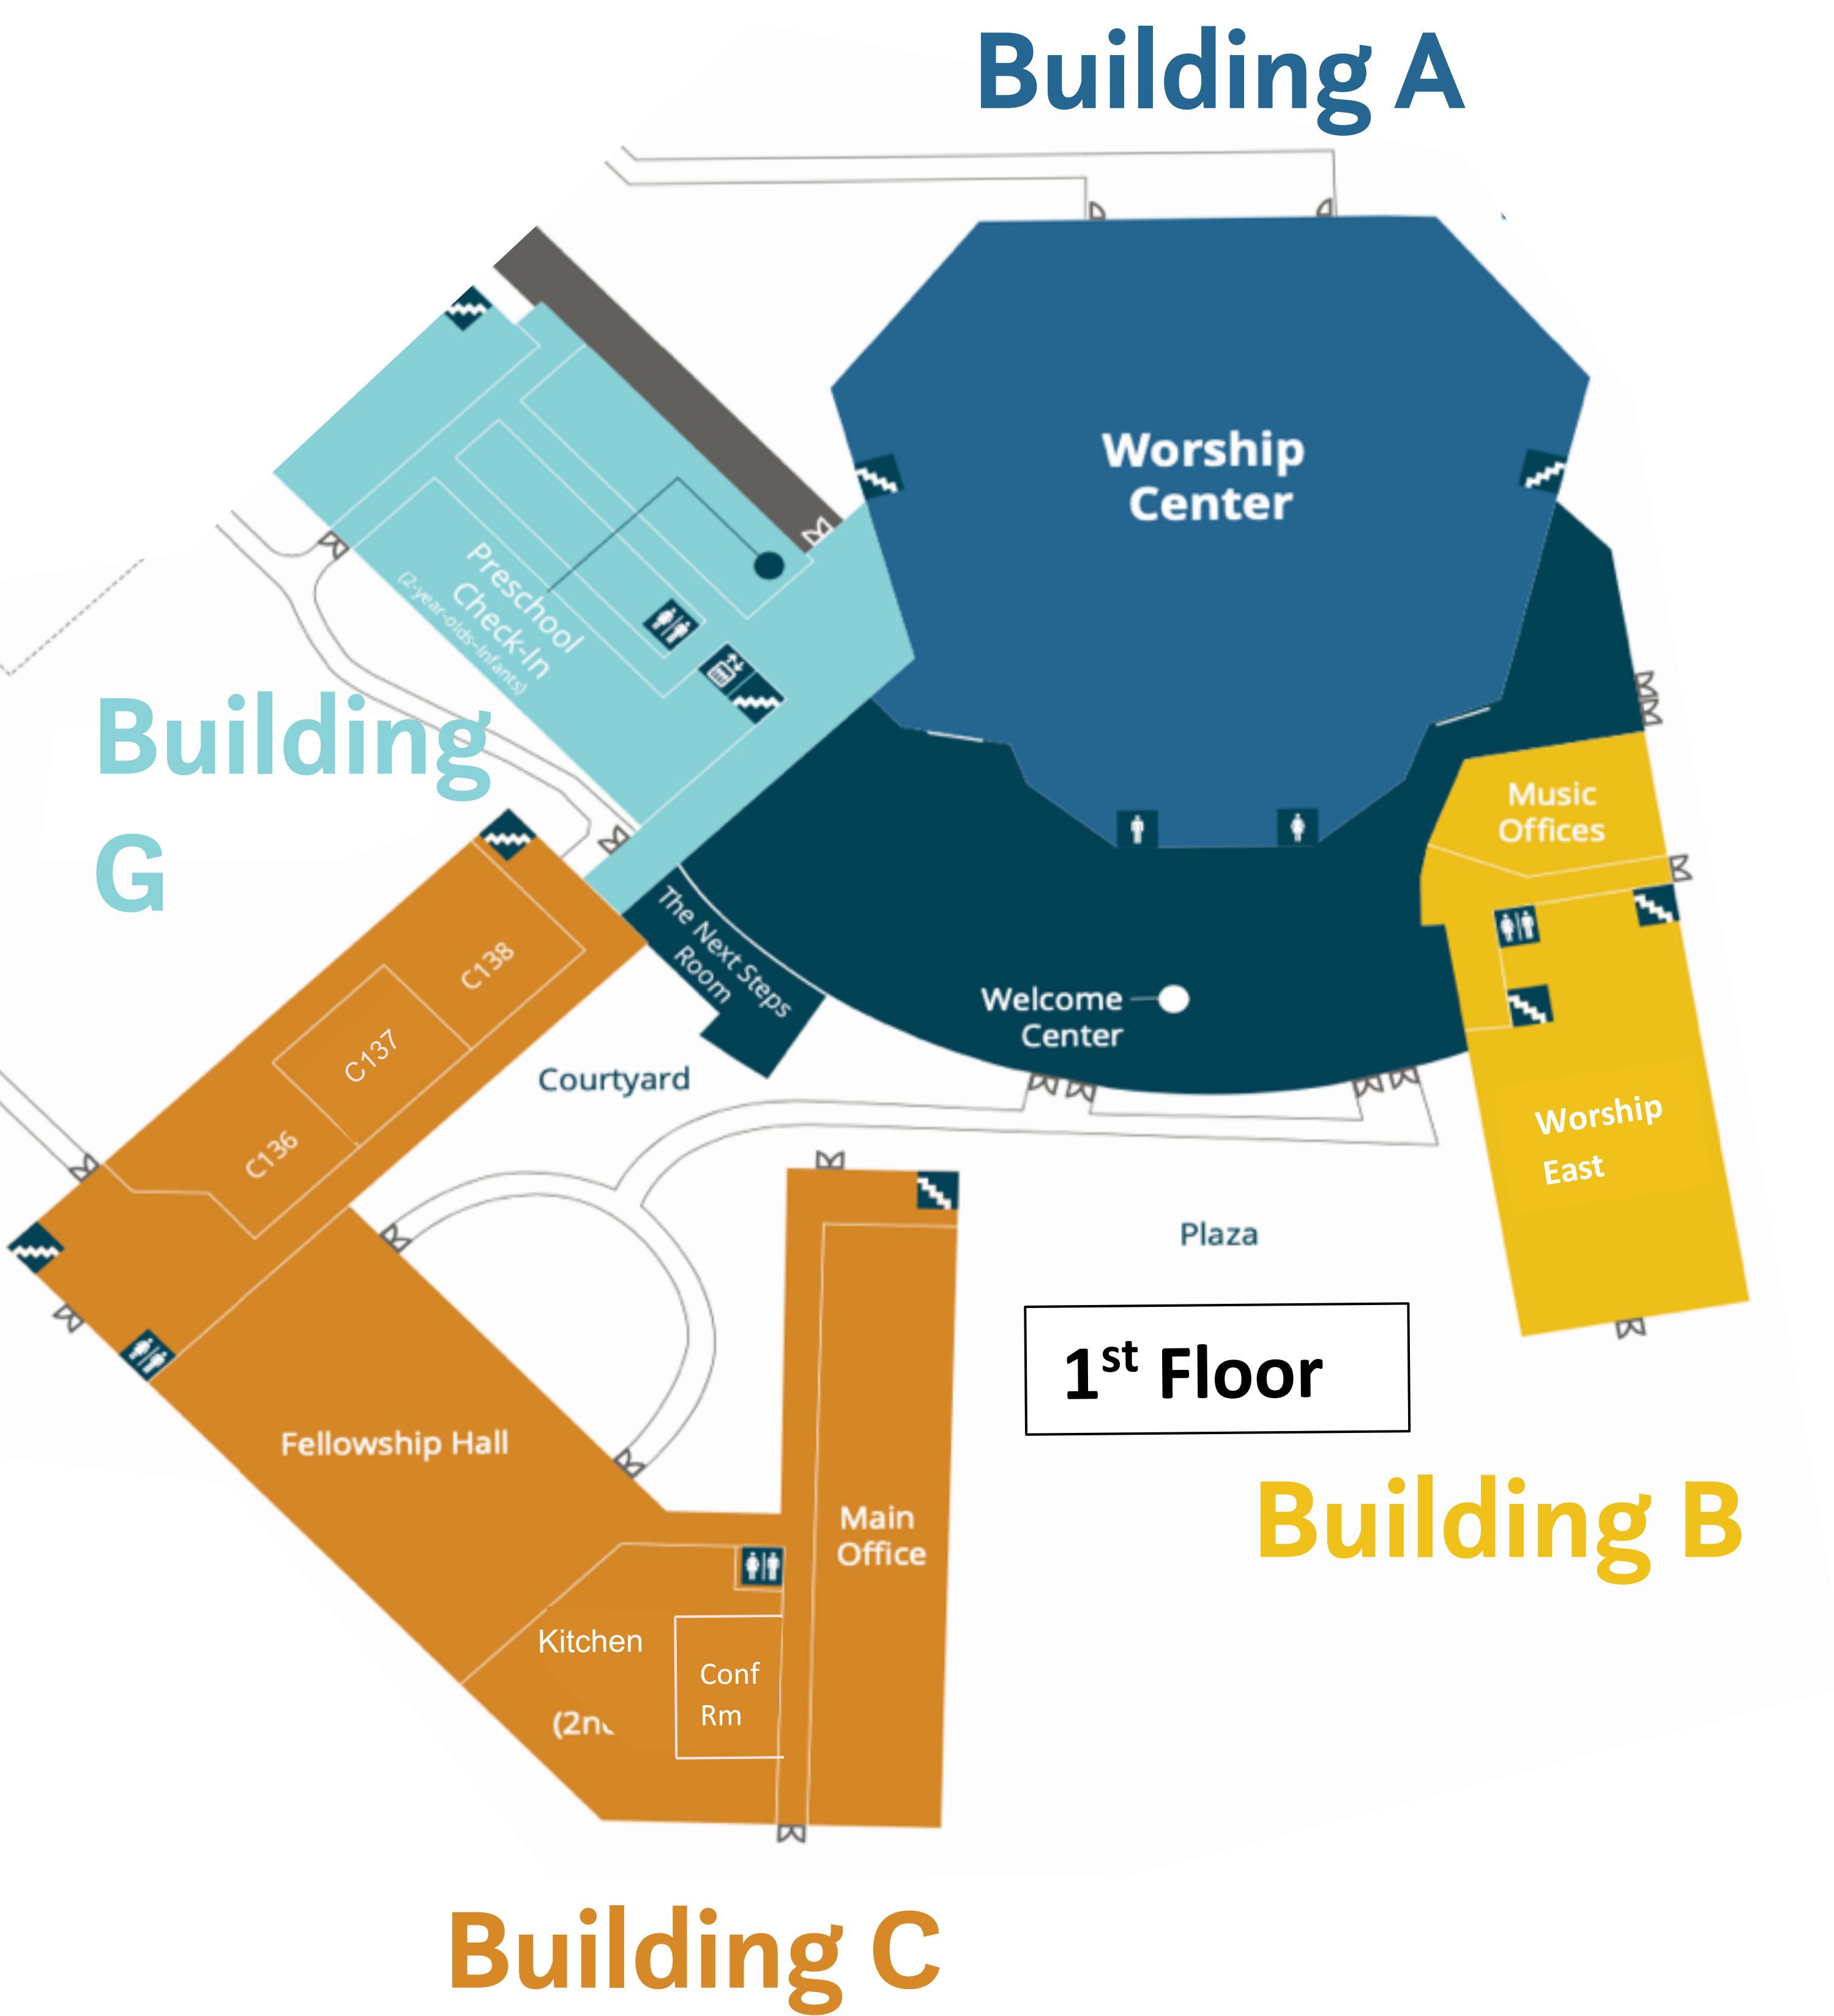 Building A
Worship
Center
Preschool
Check-In
(2-year-olds-Infants)
Building
G
Music
Offices
C138
The Next Steps
Room
Welcome
Center
C137
Courtyard
C136
Worship
East
Plaza
1st Floor
Fellowship Hall
Main
Office
Building B
Kitchen
Conf
Rm
(2n
Building C